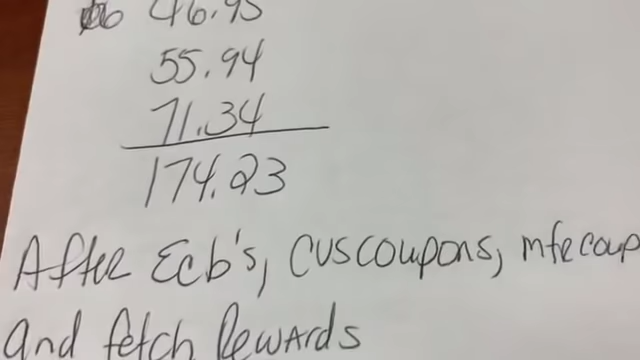 46.95
55.94
71.34
174.23
After Ecb's, CVS coupons, mfe coup
and fetch Rewards